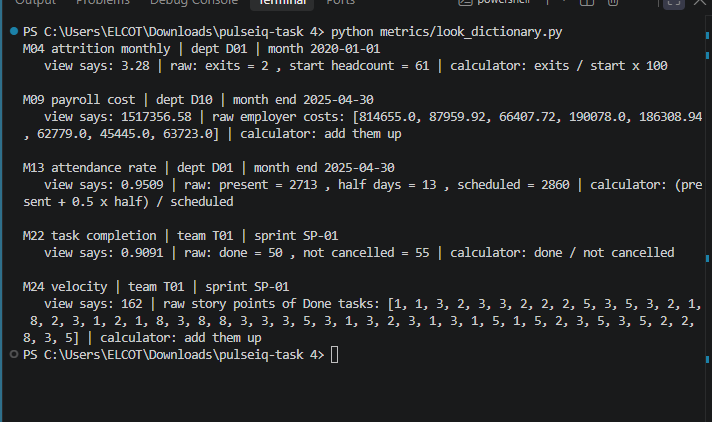 Output Problems Debug Console Terminal Ports powershell
PS C:\Users\ELCOT\Downloads\pulseiq-task 4> python metrics/look_dictionary.py
M04 attrition monthly | dept D01 | month 2020-01-01
view says: 3.28 | raw: exits = 2 , start headcount = 61 | calculator: exits / start x 100
M09 payroll cost | dept D10 | month end 2025-04-30
view says: 1517356.58 | raw employer costs: [814655.0, 87959.92, 66407.72, 190078.0, 186308.94
, 62779.0, 45445.0, 63723.0] | calculator: add them up
M13 attendance rate | dept D01 | month end 2025-04-30
view says: 0.9509 | raw: present = 2713 , half days = 13 , scheduled = 2860 | calculator: (pre
sent + 0.5 x half) / scheduled
M22 task completion | team T01 | sprint SP-01
view says: 0.9091 | raw: done = 50 , not cancelled = 55 | calculator: done / not cancelled
M24 velocity | team T01 | sprint SP-01
view says: 162 | raw story points of Done tasks: [1, 1, 3, 2, 3, 3, 2, 2, 2, 5, 3, 5, 3, 2, 1,
8, 2, 3, 1, 2, 1, 8, 3, 8, 8, 3, 3, 3, 5, 3, 1, 3, 2, 3, 1, 3, 1, 5, 1, 5, 2, 3, 5, 3, 5, 2, 2,
8, 3, 5] | calculator: add them up
PS C:\Users\ELCOT\Downloads\pulseiq-task 4>